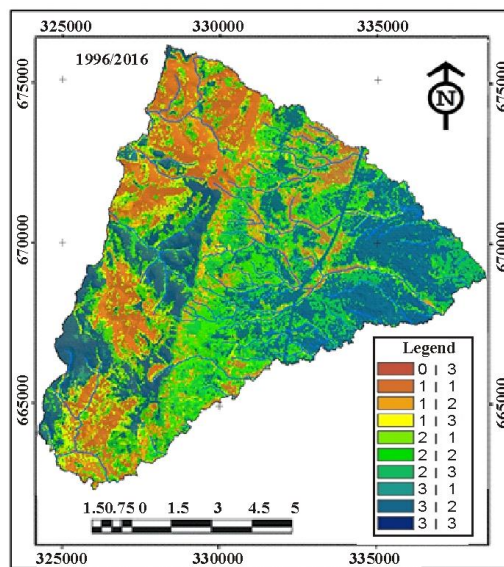 325000 330000 335000
1996/2016
675000 675000
N
670000 670000
665000 665000
Legend
0 | 3
1 | 1
1 | 2
1 | 3
2 | 1
2 | 2
2 | 3
3 | 1
3 | 2
3 | 3
1.50.75 0 1.5 3 4.5 5
325000 330000 335000